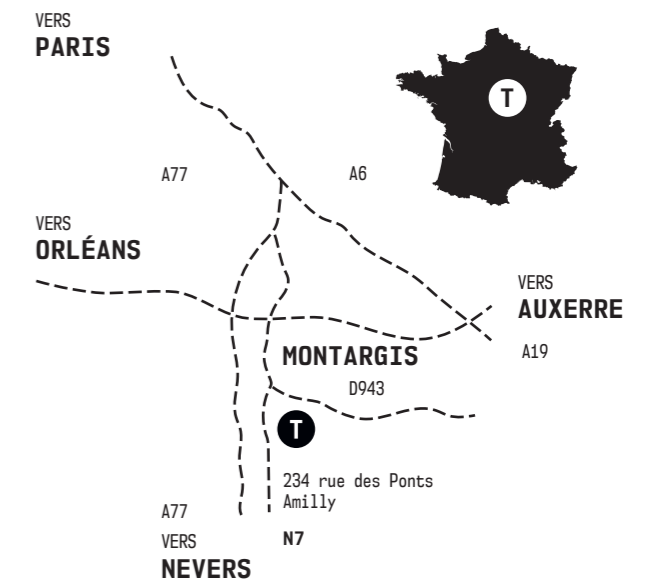 VERS
PARIS
T
A77
A6
VERS
ORLÉANS
VERS
AUXERRE
A19
MONTARGIS
D943
T
234 rue des Ponts
Amilly
A77
N7
VERS
NEVERS